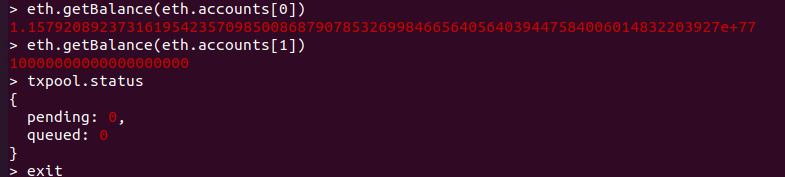 > eth.getBalance(eth.accounts[0])
1.15792089237316195423570985008687907853269984665640564039447584006014832203927e+77
> eth.getBalance(eth.accounts[1])
10000000000000000000
> txpool.status
{
  pending: 0,
  queued: 0
}
> exit